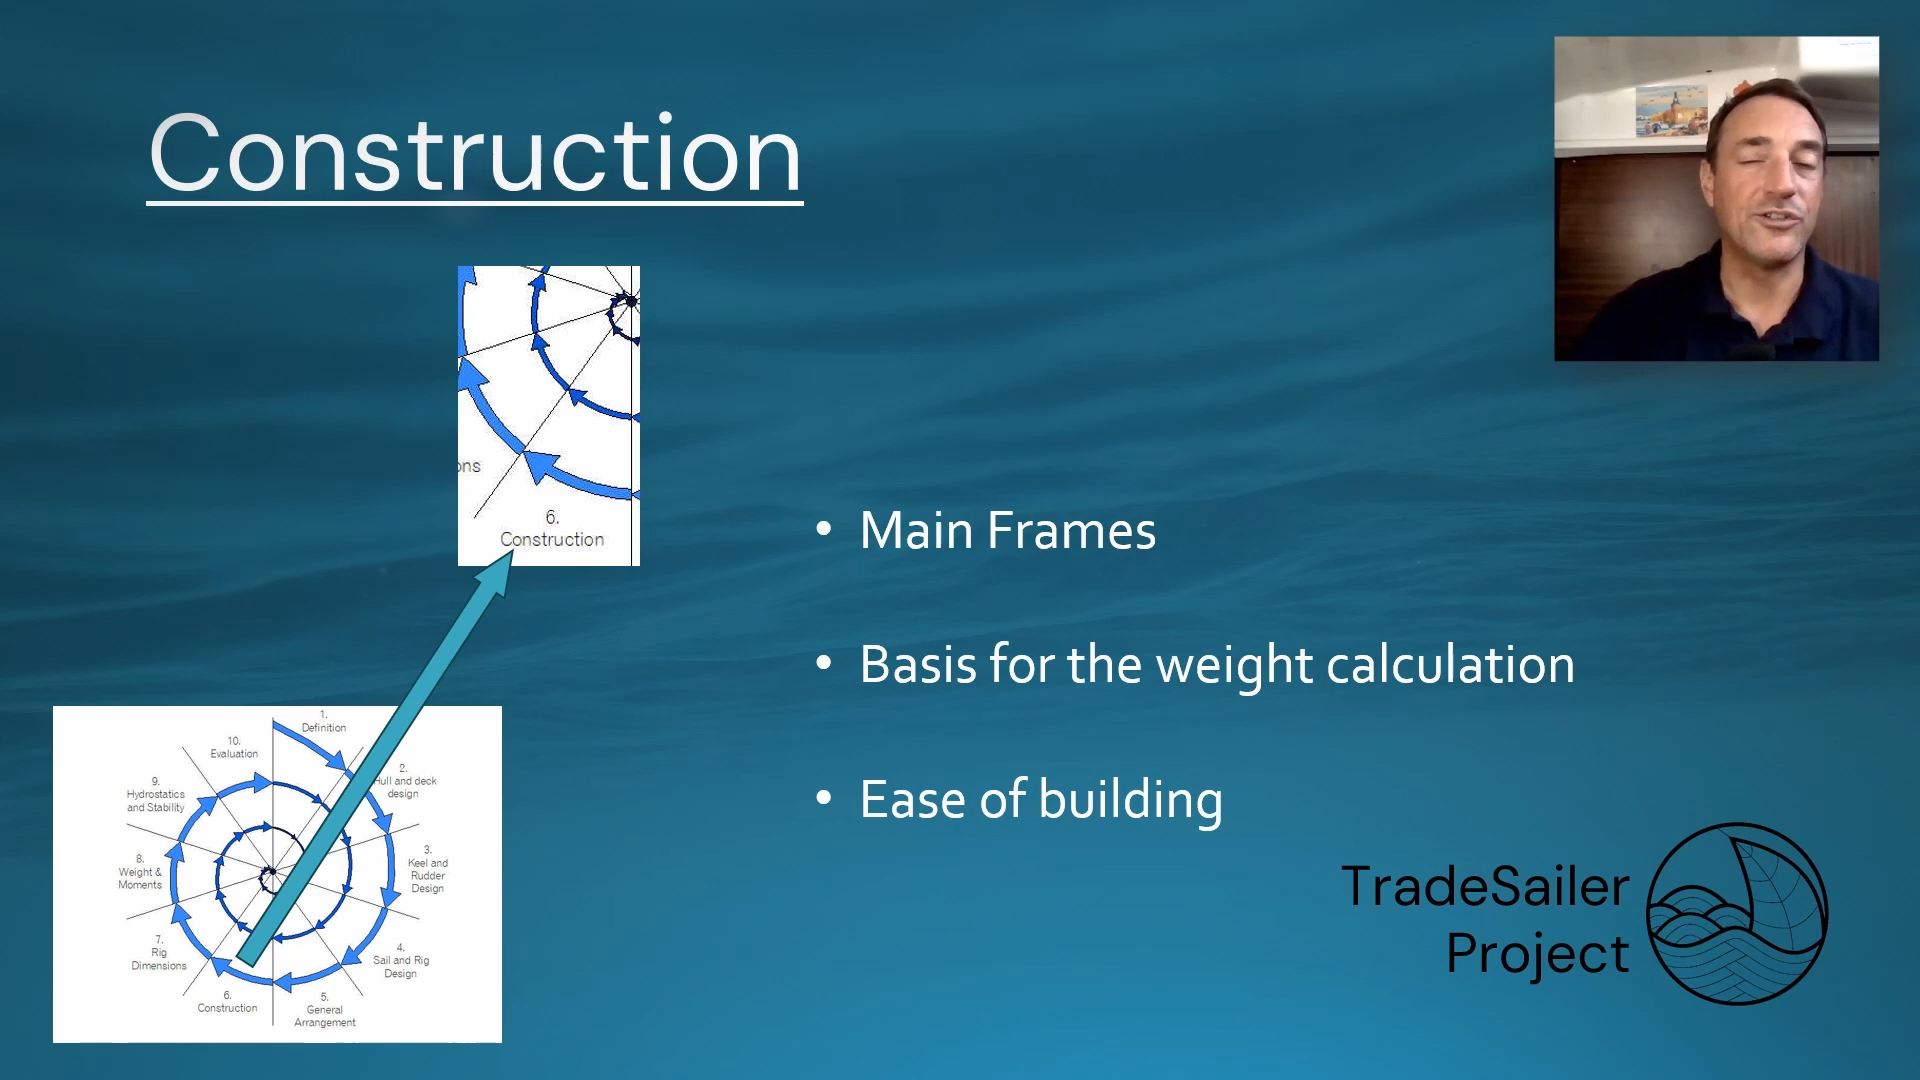 Construction
ons
6.
Construction
• Main Frames
• Basis for the weight calculation
• Ease of building
1.
Definition
2.
Hull and deck
design
3.
Keel and
Rudder
Design
4.
Sail and Rig
Design
5.
General
Arrangement
6.
Construction
7.
Rig
Dimensions
8.
Weight &
Moments
9.
Hydrostatics
and Stability
10.
Evaluation
TradeSailer
Project